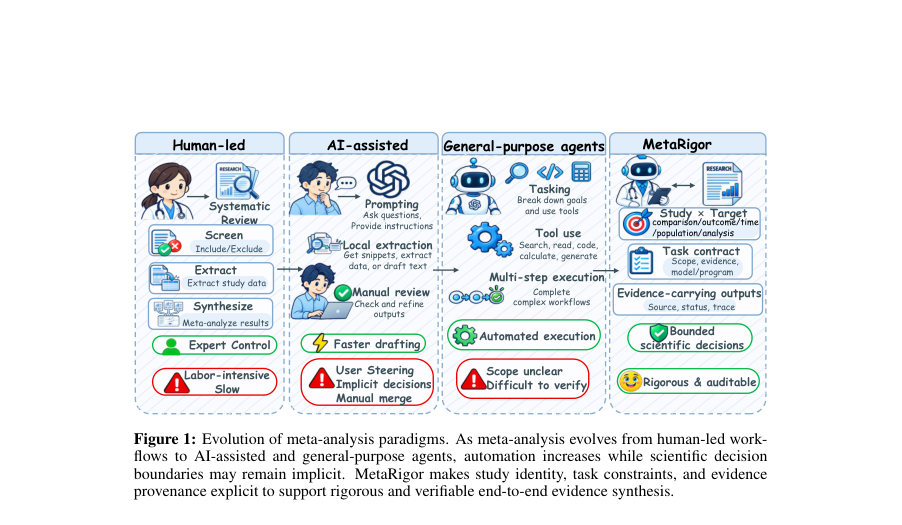 Human-led
RESEARCH
Systematic
Review
Screen
Include/Exclude
Extract
Extract study data
Synthesize
Meta-analyze results
Expert Control
Labor-intensive
Slow
AI-assisted
Prompting
Ask questions,
Provide instructions
Local extraction
Get snippets, extract
data, or draft text
Manual review
Check and refine
outputs
Faster drafting
User Steering
Implicit decisions
Manual merge
General-purpose agents
Tasking
Break down goals
and use tools
Tool use
Search, read, code,
calculate, generate
Multi-step execution
Complete
complex workflows
Automated execution
Scope unclear
Difficult to verify
MetaRigor
RESEARCH
Study × Target
comparison/outcome/time
/population/analysis
Task contract
Scope, evidence,
model/program
Evidence-carrying outputs
Source, status, trace
Bounded
scientific decisions
Rigorous & auditable
Figure 1: Evolution of meta-analysis paradigms. As meta-analysis evolves from human-led work-
flows to AI-assisted and general-purpose agents, automation increases while scientific decision
boundaries may remain implicit. MetaRigor makes study identity, task constraints, and evidence
provenance explicit to support rigorous and verifiable end-to-end evidence synthesis.